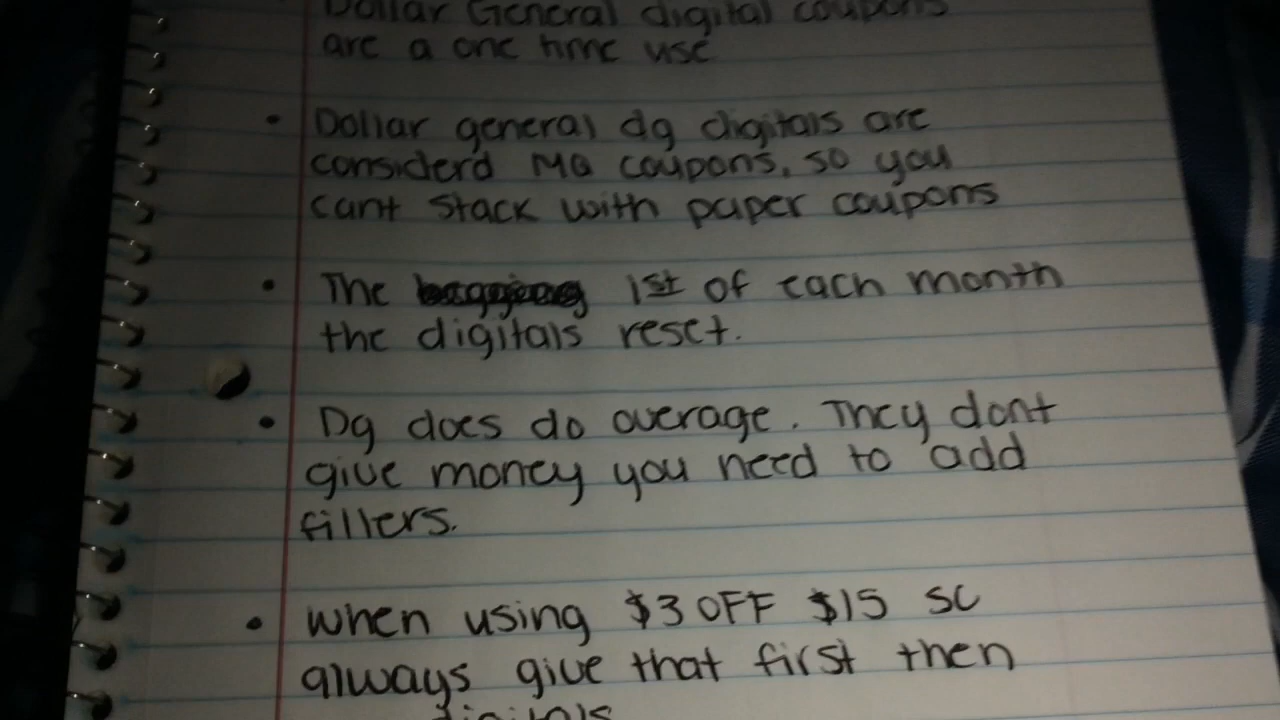 Dollar General digital coupons
are a one time use
• Dollar general dg digitals are
considerd MQ coupons, so you
cant stack with paper coupons
• The 1st of each month
the digitals reset.
• Dg does do overage. They dont
give money you need to add
fillers.
• when using $3 OFF $15 SC
always give that first then
digitals